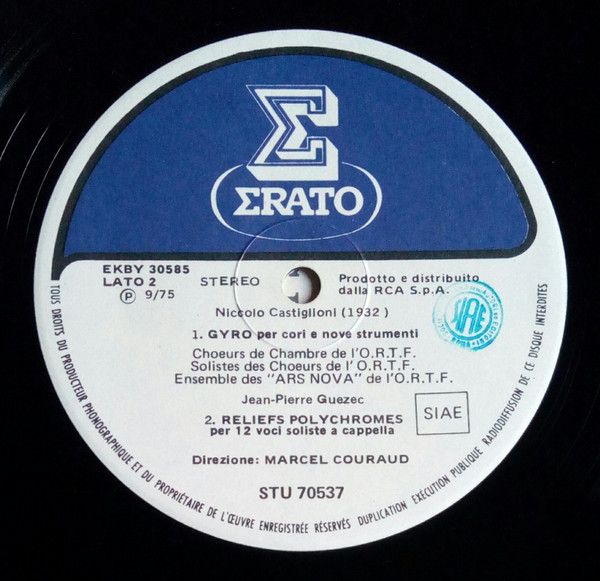 Σ
ΣRATO
EKBY 30585
LATO 2
Ⓟ 9/75
STEREO
Prodotto e distribuito
dalla RCA S.p.A.
Niccolo Castiglioni (1932)
1. GYRO per cori e nove strumenti
Choeurs de Chambre de l'O.R.T.F.
Solistes des Choeurs de l'O.R.T.F.
Ensemble des "ARS NOVA" de l'O.R.T.F.
Jean-Pierre Guezec
2. RELIEFS POLYCHROMES
per 12 voci soliste a cappella
SIAE
Direzione: MARCEL COURAUD
STU 70537
TOUS DROITS DU PRODUCTEUR PHONOGRAPHIQUE ET DU PROPRIÉTAIRE DE L'ŒUVRE ENREGISTRÉE RÉSERVÉS DUPLICATION EXÉCUTION PUBLIQUE RADIODIFFUSION DE CE DISQUE INTERDITES
SIAE